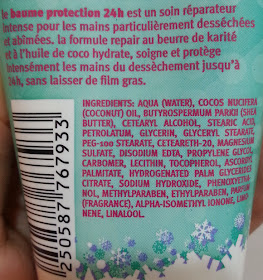 le baume protection 24h est un soin réparateur
intense pour les mains particulièrement desséchées
et abîmées. la formule repair au beurre de karité
et à l'huile de coco hydrate, soigne et protège
intensément les mains du dessèchement jusqu'à
24h, sans laisser de film gras.
INGREDIENTS: AQUA (WATER), COCOS NUCIFERA
(COCONUT) OIL, BUTYROSPERMUM PARKII (SHEA
BUTTER), CETEARYL ALCOHOL, STEARIC ACID,
PETROLATUM, GLYCERIN, GLYCERYL STEARATE,
PEG-100 STEARATE, CETEARETH-20, MAGNESIUM
SULFATE, DISODIUM EDTA, PROPYLENE GLYCOL,
CARBOMER, LECITHIN, TOCOPHEROL, ASCORBYL
PALMITATE, HYDROGENATED PALM GLYCERIDES
CITRATE, SODIUM HYDROXIDE, PHENOXYETHA-
NOL, METHYLPARABEN, ETHYLPARABEN, PARFUM
(FRAGRANCE), ALPHA-ISOMETHYL IONONE, LIMO-
NENE, LINALOOL.
250587 767933